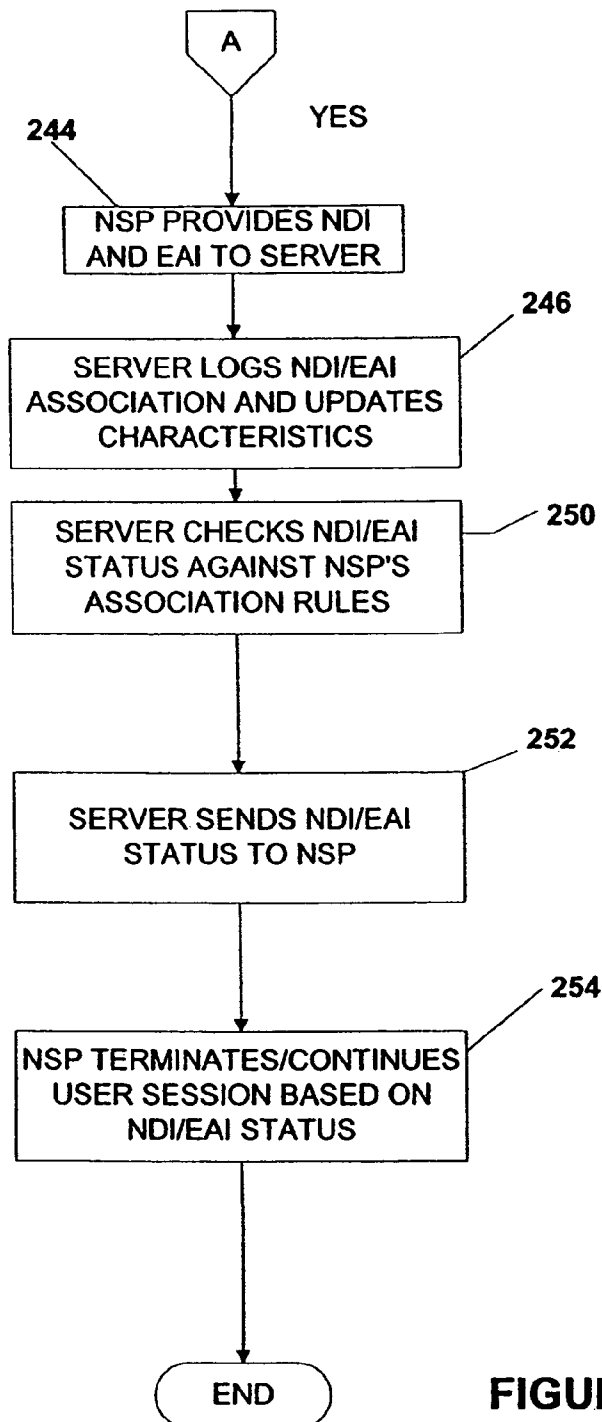 A
YES
244
NSP PROVIDES NDI
AND EAI TO SERVER
246
SERVER LOGS NDI/EAI
ASSOCIATION AND UPDATES
CHARACTERISTICS
250
SERVER CHECKS NDI/EAI
STATUS AGAINST NSP'S
ASSOCIATION RULES
252
SERVER SENDS NDI/EAI
STATUS TO NSP
254
NSP TERMINATES/CONTINUES
USER SESSION BASED ON
NDI/EAI STATUS
END